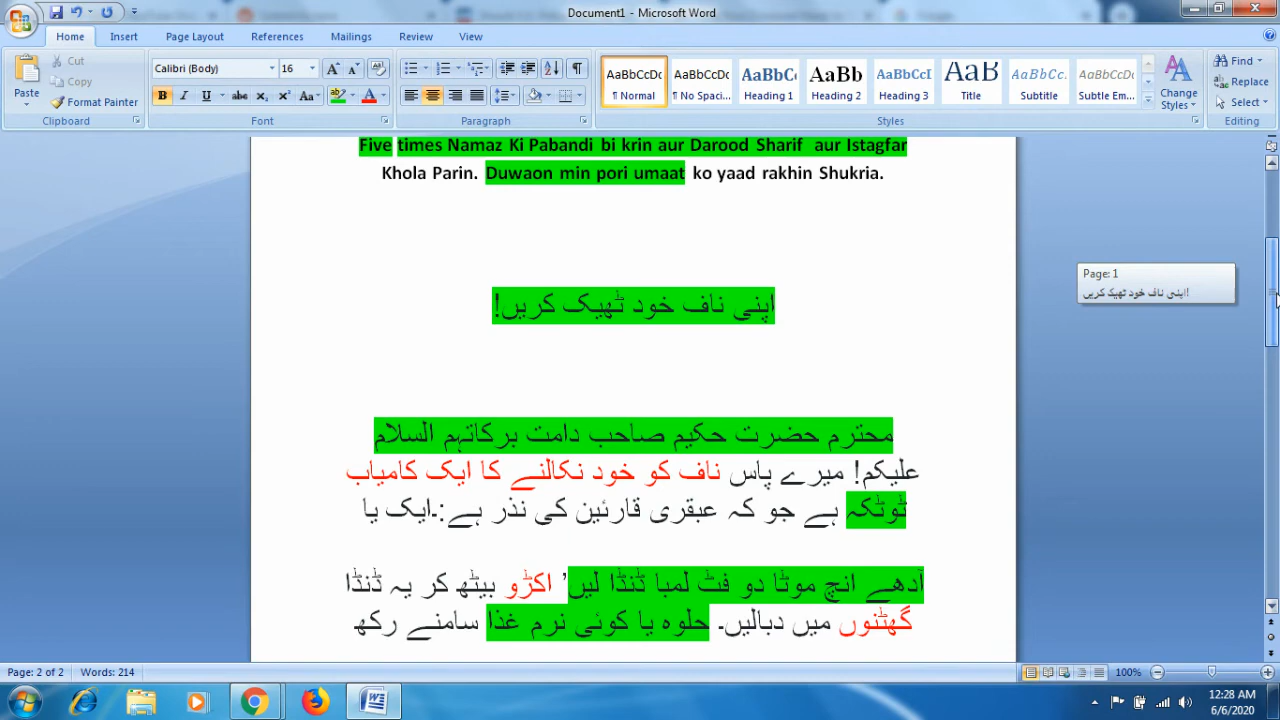 Document1 - Microsoft Word
Home Insert Page Layout References Mailings Review View
Paste
Cut
Copy
Format Painter
Clipboard
Calibri (Body) 16
Font
Paragraph
AaBbCcDc AaBbCcDc AaBbCc AaBb AaBbCcI AaB AaBbCc. AaBbCcDc
¶ Normal ¶ No Spaci... Heading 1 Heading 2 Heading 3 Title Subtitle Subtle Em...
Styles
Change Styles
Find
Replace
Select
Editing
Five times Namaz Ki Pabandi bi krin aur Darood Sharif aur Istagfar
Khola Parin. Duwaon min pori umaat ko yaad rakhin Shukria.
اپنی ناف خود ٹھیک کریں!
محترم حضرت حکیم صاحب دامت برکاتہم السلام
علیکم! میرے پاس ناف کو خود نکالنے کا ایک کامیاب
ٹوٹکہ ہے جو کہ عبقری قارئین کی نذر ہے:۔ایک یا
آدھے انچ موٹا دو فٹ لمبا ڈنڈا لیں’ اکڑو بیٹھ کر یہ ڈنڈا
گھٹنوں میں دبالیں۔ حلوہ یا کوئی نرم غذا سامنے رکھ
Page: 1
اپنی ناف خود ٹھیک کریں!
Page: 2 of 2 Words: 214
100%
12:28 AM
6/6/2020